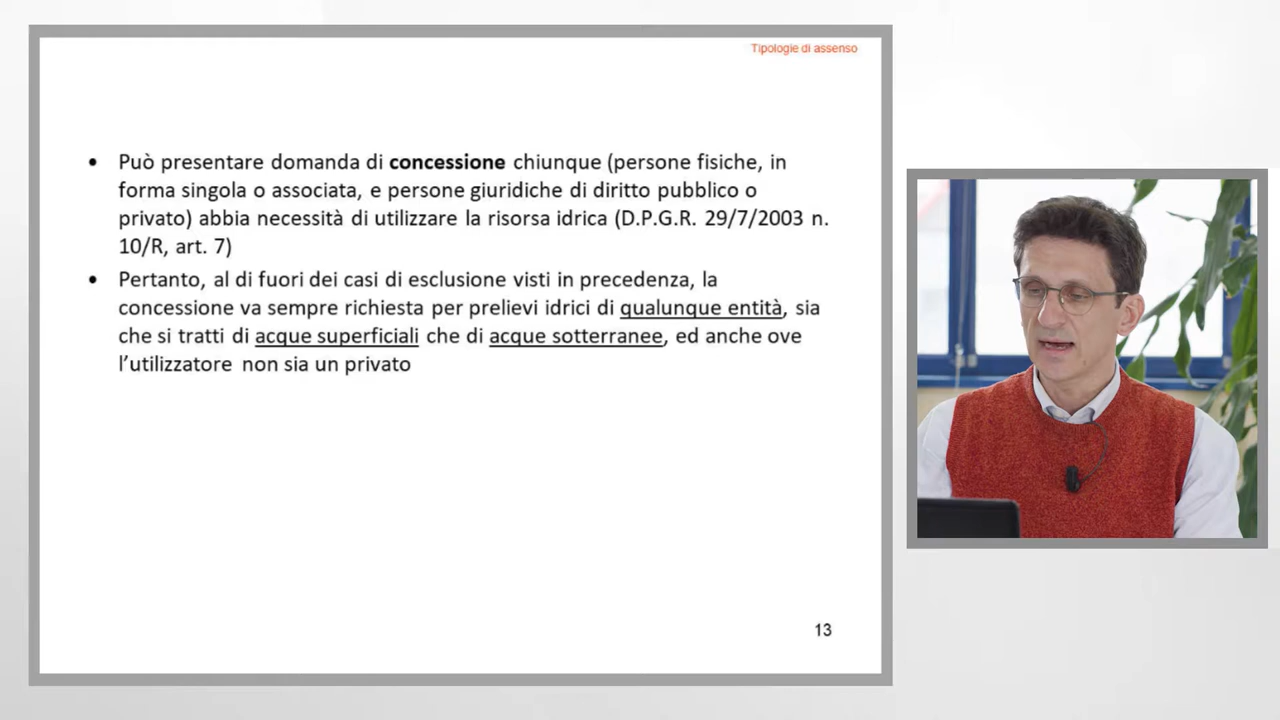 Tipologie di assenso
• Può presentare domanda di concessione chiunque (persone fisiche, in
forma singola o associata, e persone giuridiche di diritto pubblico o
privato) abbia necessità di utilizzare la risorsa idrica (D.P.G.R. 29/7/2003 n.
10/R, art. 7)
• Pertanto, al di fuori dei casi di esclusione visti in precedenza, la
concessione va sempre richiesta per prelievi idrici di qualunque entità, sia
che si tratti di acque superficiali che di acque sotterranee, ed anche ove
l’utilizzatore non sia un privato
13